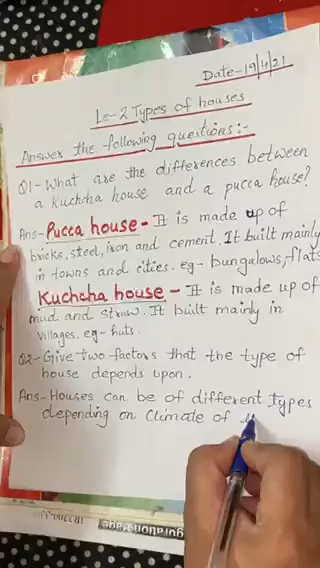 Date-19/4/21
Le-2 Types of houses
Answer the following questions:-
Q1-What are the differences between
a kuchcha house and a pucca house?
Ans-Pucca house-It is made up of
bricks, steel, iron and cement. It built mainly
in towns and cities. eg- bungalows, flats
Kuchcha house-It is made up of
mud and straw. It built mainly in
villages. eg-huts.
Q2-Give two factors that the type of
house depends upon.
Ans-Houses can be of different types
depending on climate of